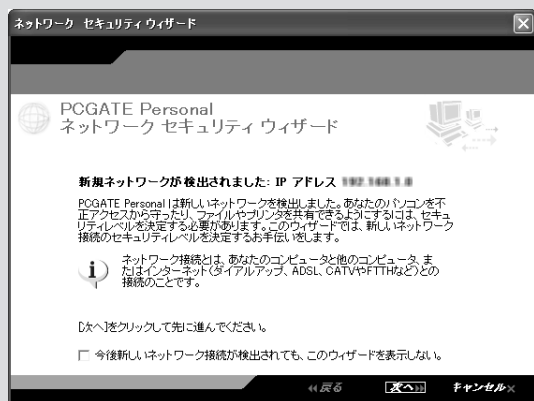 ネットワーク セキュリティ ウィザード
PCGATE Personal
ネットワーク セキュリティ ウィザード
新規ネットワークが検出されました: IP アドレス
PCGATE Personal は新しいネットワークを検出しました。あなたのパソコンを不
正アクセスから守ったり、ファイルやプリンタを共有できるようにするには、セキュ
リティレベルを決定する必要があります。このウィザードでは、新しいネットワーク
接続のセキュリティレベルを決定するお手伝いをします。
ネットワーク接続とは、あなたのコンピュータと他のコンピュータ、ま
たはインターネット(ダイアルアップ、ADSL、CATVやFTTHなど)との
接続のことです。
[次へ]をクリックして先に進んでください。
今後新しいネットワーク接続が検出されても、このウィザードを表示しない。
戻る 次へ キャンセル